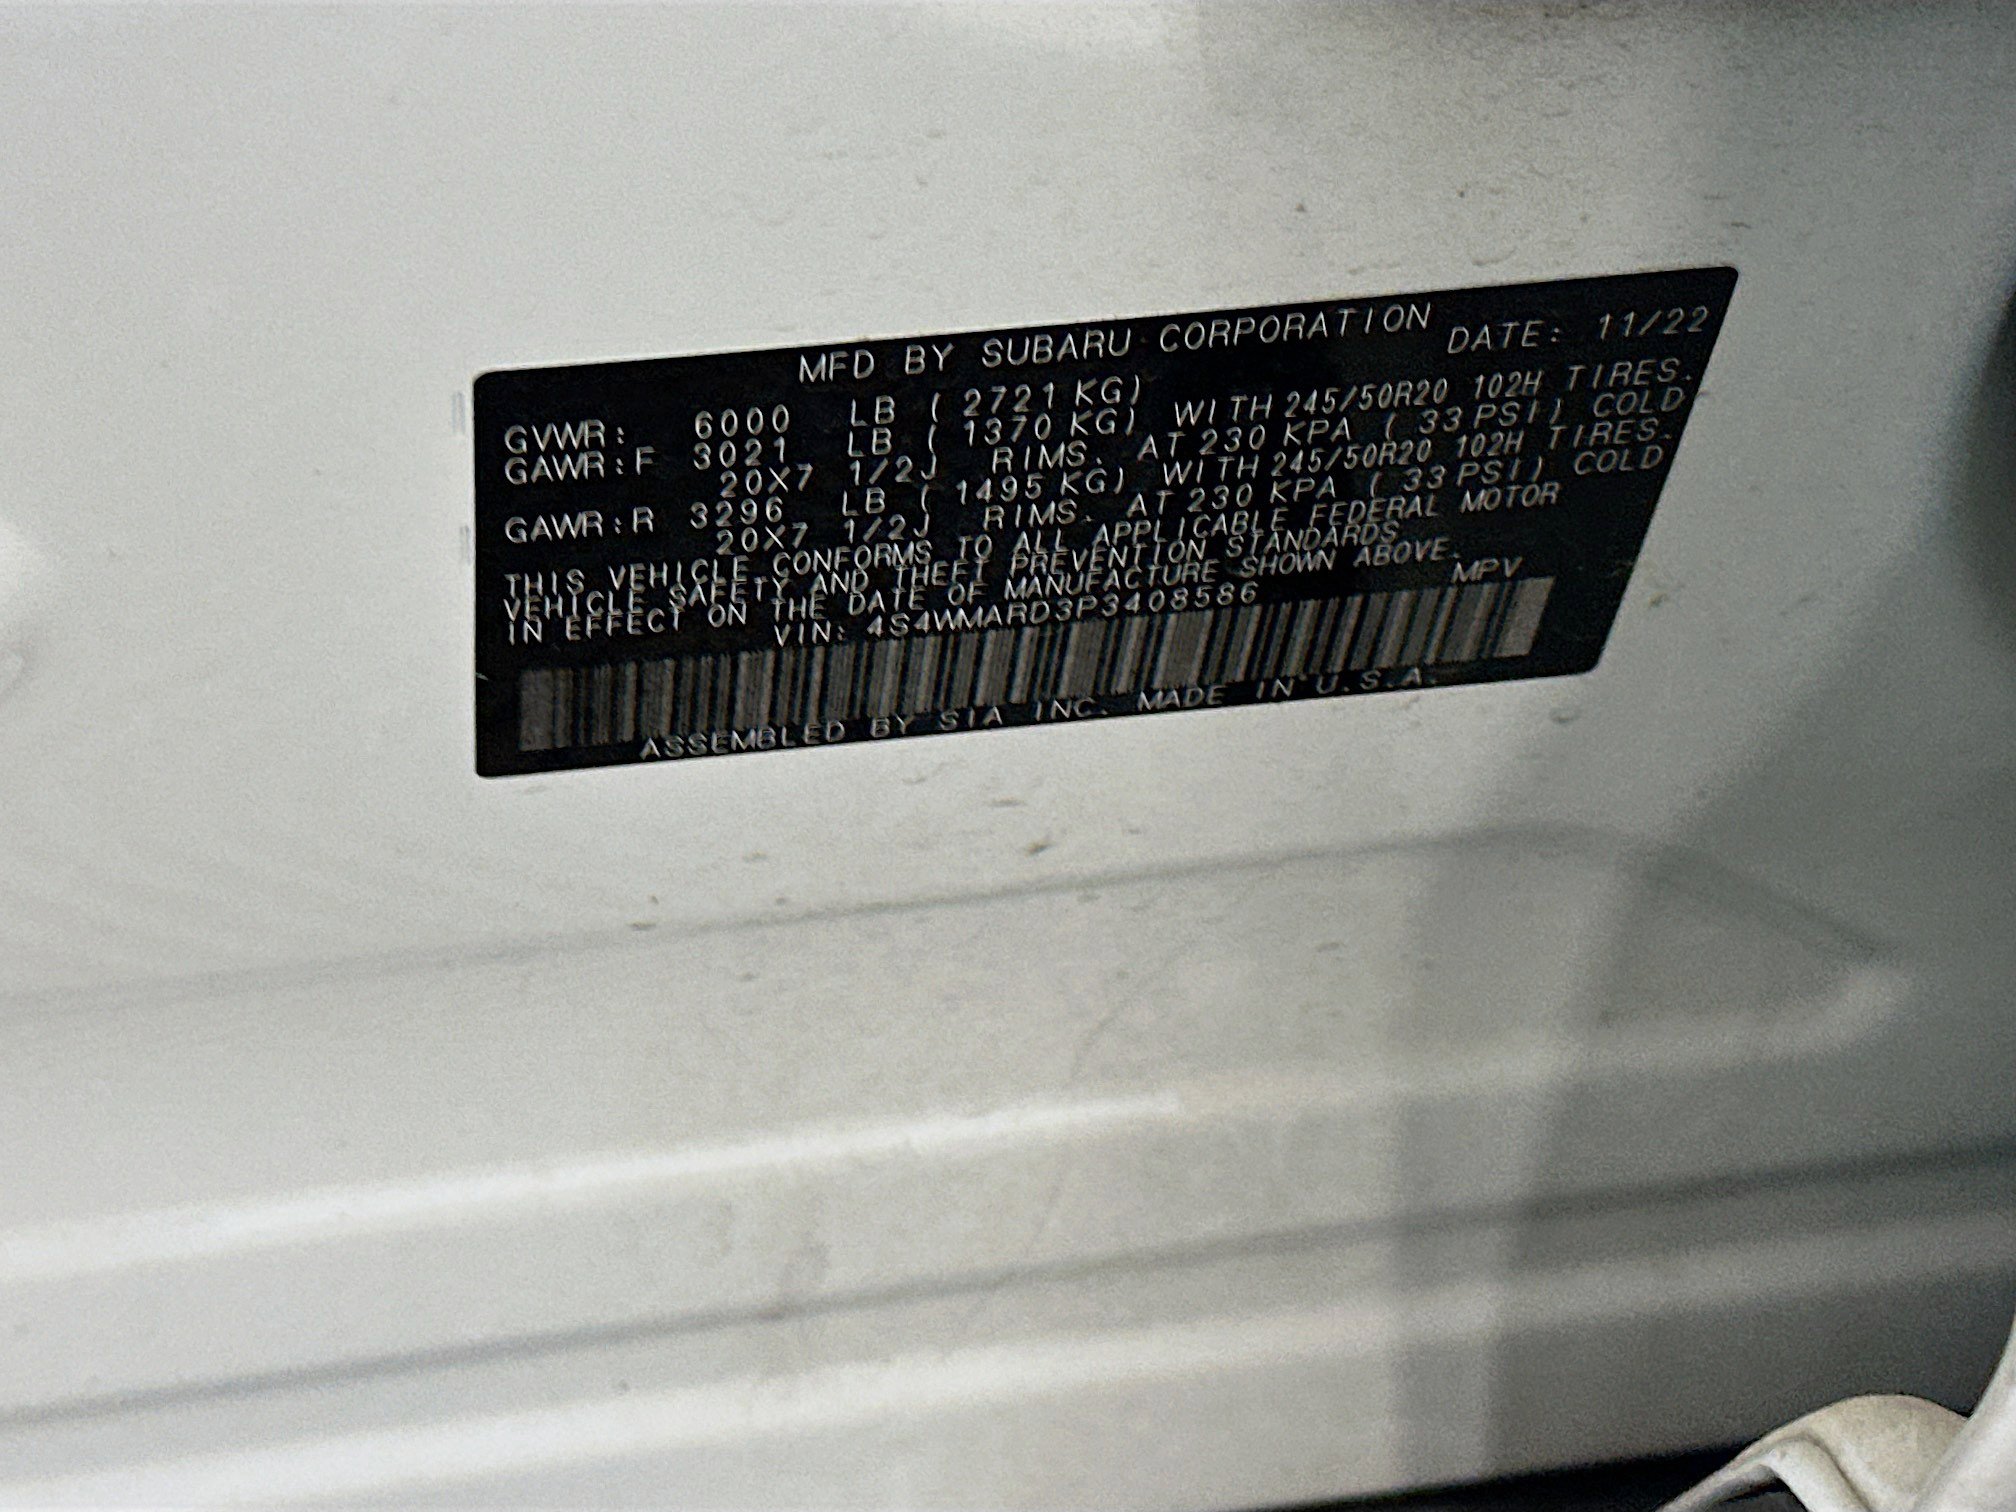 MFD BY SUBARU CORPORATION DATE: 11/22
GVWR: 6000 LB ( 2721 KG)
GAWR:F 3021 LB ( 1370 KG) WITH 245/50R20 102H TIRES.
20X7 1/2J RIMS. AT 230 KPA ( 33 PSI) COLD
GAWR:R 3296 LB ( 1495 KG) WITH 245/50R20 102H TIRES.
20X7 1/2J RIMS. AT 230 KPA ( 33 PSI) COLD
THIS VEHICLE CONFORMS TO ALL APPLICABLE FEDERAL MOTOR
VEHICLE SAFETY AND THEFT PREVENTION STANDARDS
IN EFFECT ON THE DATE OF MANUFACTURE SHOWN ABOVE.
VIN: 4S4WMARD3P3408586 MPV
ASSEMBLED BY SIA INC. MADE IN U.S.A.